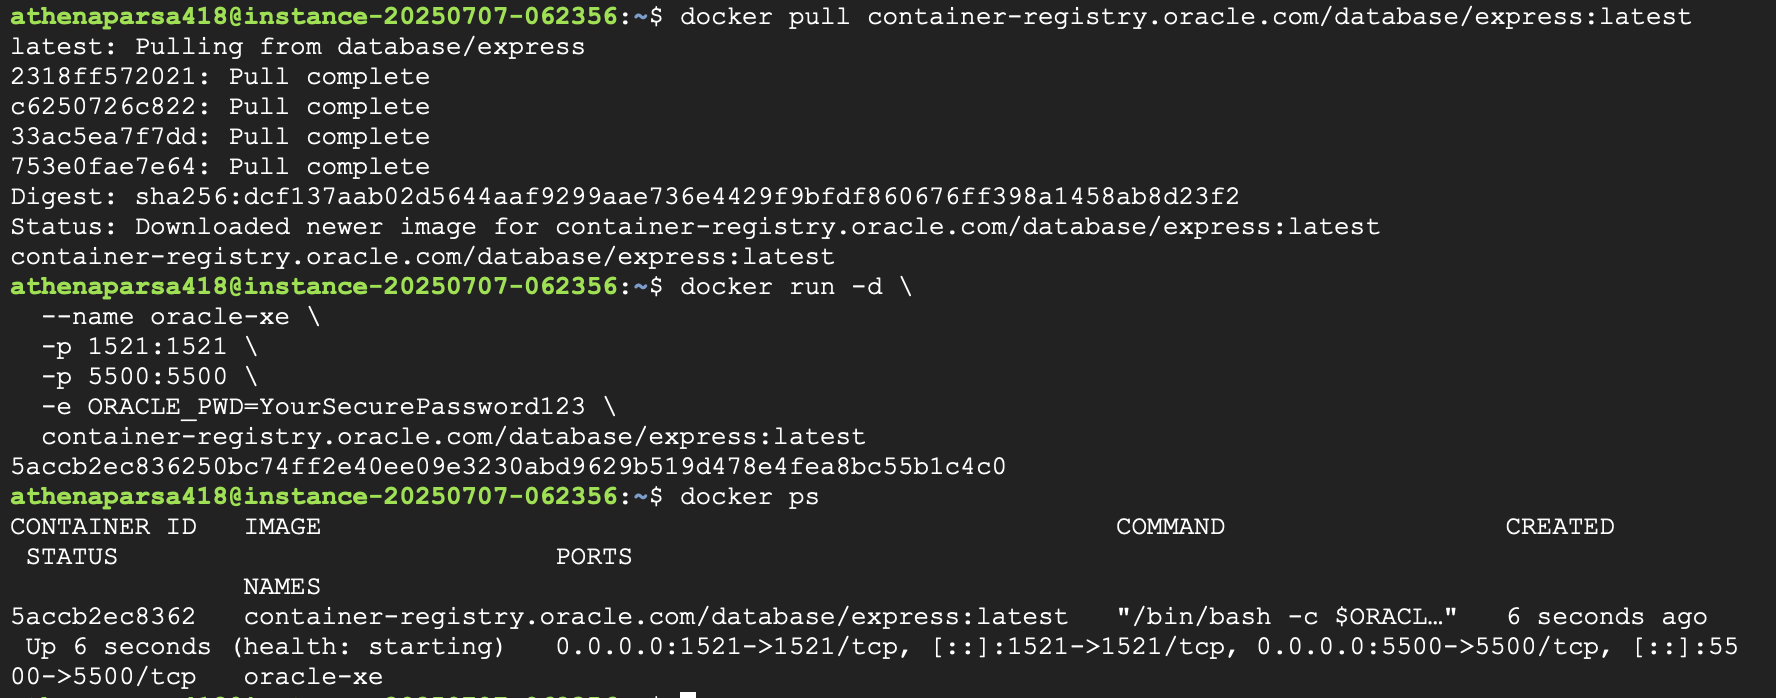 athenaparsa418@instance-20250707-062356:~$ docker pull container-registry.oracle.com/database/express:latest
latest: Pulling from database/express
2318ff572021: Pull complete
c6250726c822: Pull complete
33ac5ea7f7dd: Pull complete
753e0fae7e64: Pull complete
Digest: sha256:dcf137aab02d5644aaf9299aae736e4429f9bfdf860676ff398a1458ab8d23f2
Status: Downloaded newer image for container-registry.oracle.com/database/express:latest
container-registry.oracle.com/database/express:latest
athenaparsa418@instance-20250707-062356:~$ docker run -d \
  --name oracle-xe \
  -p 1521:1521 \
  -p 5500:5500 \
  -e ORACLE_PWD=YourSecurePassword123 \
  container-registry.oracle.com/database/express:latest
5accb2ec836250bc74ff2e40ee09e3230abd9629b519d478e4fea8bc55b1c4c0
athenaparsa418@instance-20250707-062356:~$ docker ps
CONTAINER ID   IMAGE                                                   COMMAND                  CREATED
 STATUS                            PORTS
               NAMES
5accb2ec8362   container-registry.oracle.com/database/express:latest   "/bin/bash -c $ORACL…"   6 seconds ago
 Up 6 seconds (health: starting)   0.0.0.0:1521->1521/tcp, [::]:1521->1521/tcp, 0.0.0.0:5500->5500/tcp, [::]:55
00->5500/tcp   oracle-xe